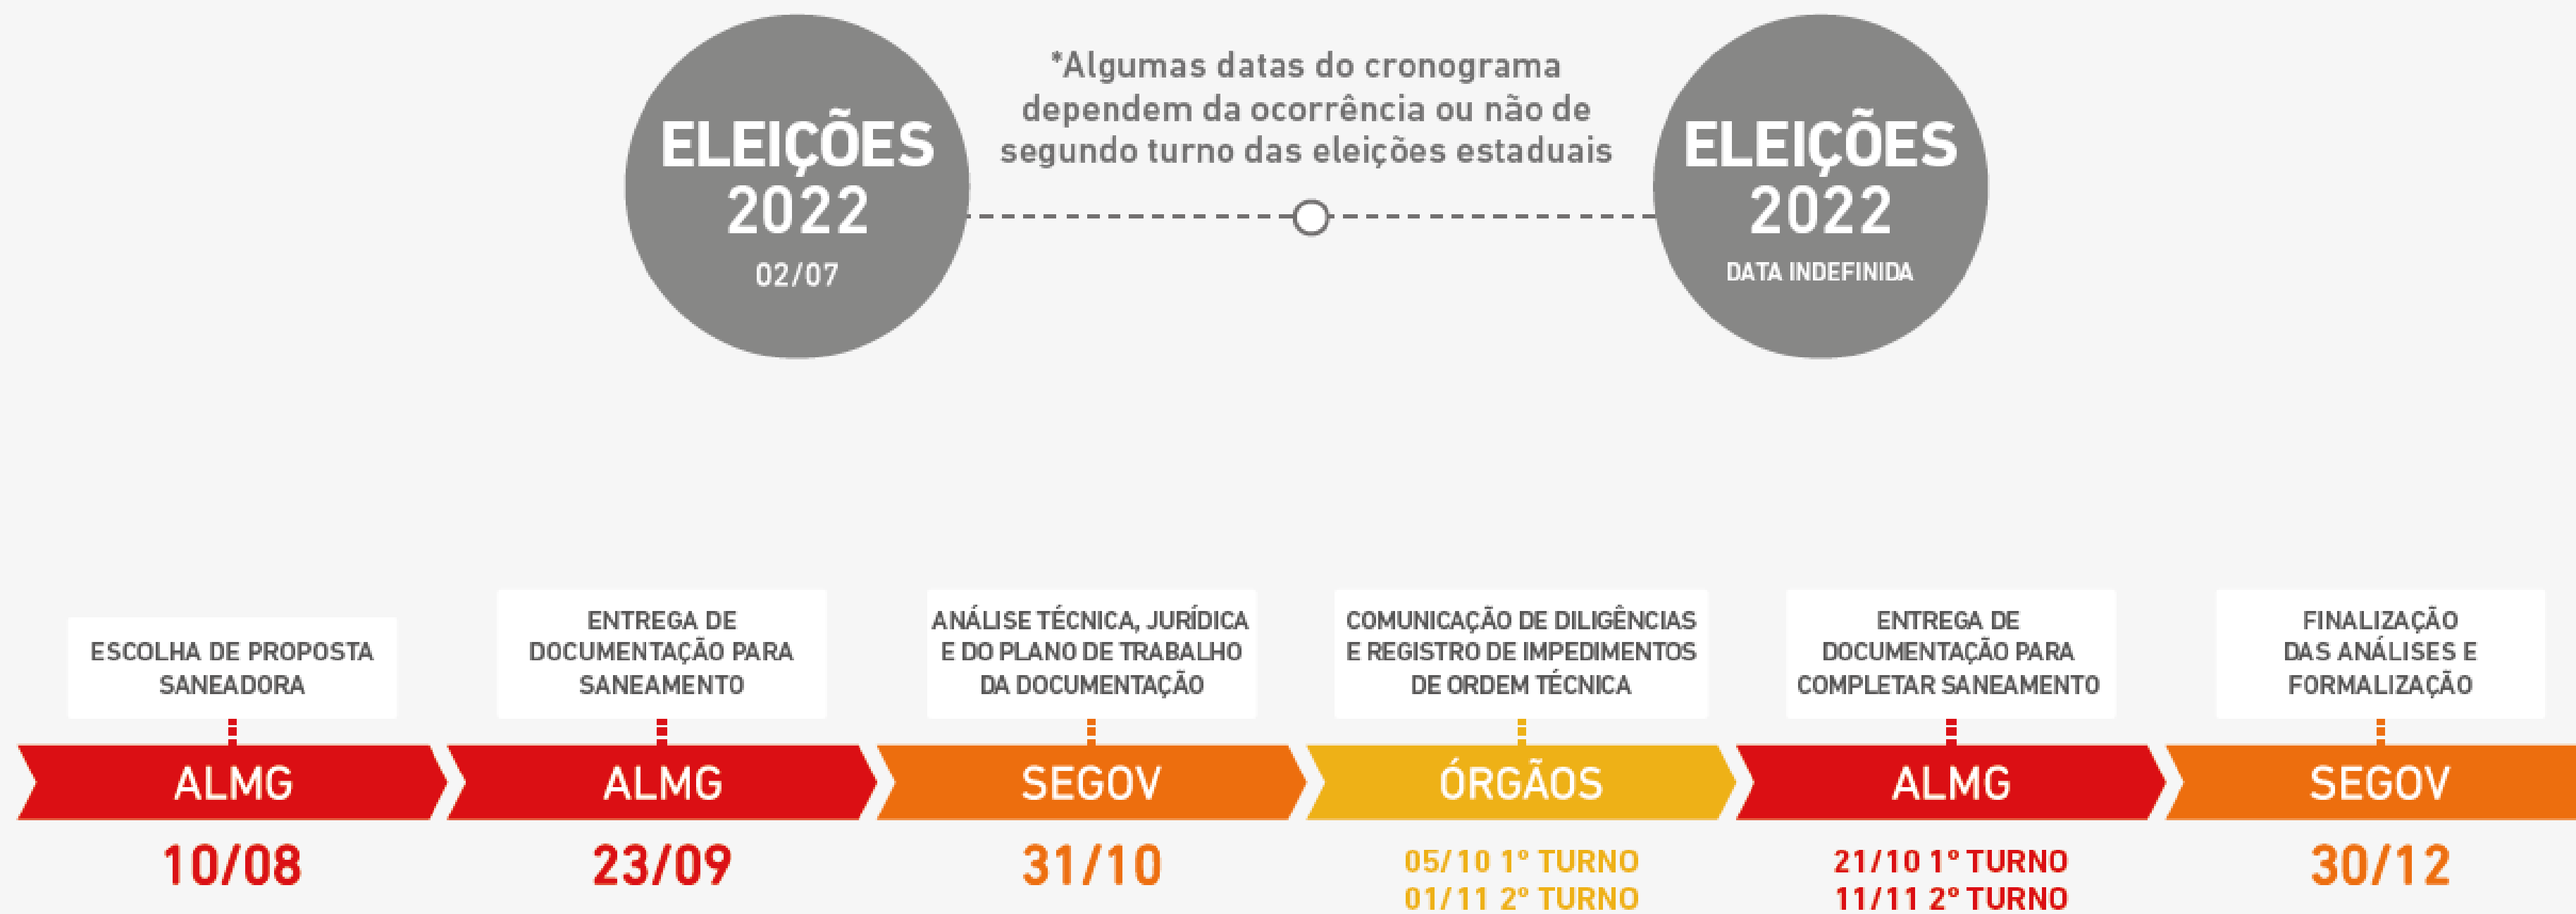 ELEIÇÕES
2022
02/07
*Algumas datas do cronograma
dependem da ocorrência ou não de
segundo turno das eleições estaduais
ELEIÇÕES
2022
DATA INDEFINIDA
ESCOLHA DE PROPOSTA
SANEADORA
ALMG
10/08
ENTREGA DE
DOCUMENTAÇÃO PARA
SANEAMENTO
ALMG
23/09
ANÁLISE TÉCNICA, JURÍDICA
E DO PLANO DE TRABALHO
DA DOCUMENTAÇÃO
SEGOV
31/10
COMUNICAÇÃO DE DILIGÊNCIAS
E REGISTRO DE IMPEDIMENTOS
DE ORDEM TÉCNICA
ÓRGÃOS
05/10 1º TURNO
01/11 2º TURNO
ENTREGA DE
DOCUMENTAÇÃO PARA
COMPLETAR SANEAMENTO
ALMG
21/10 1º TURNO
11/11 2º TURNO
FINALIZAÇÃO
DAS ANÁLISES E
FORMALIZAÇÃO
SEGOV
30/12